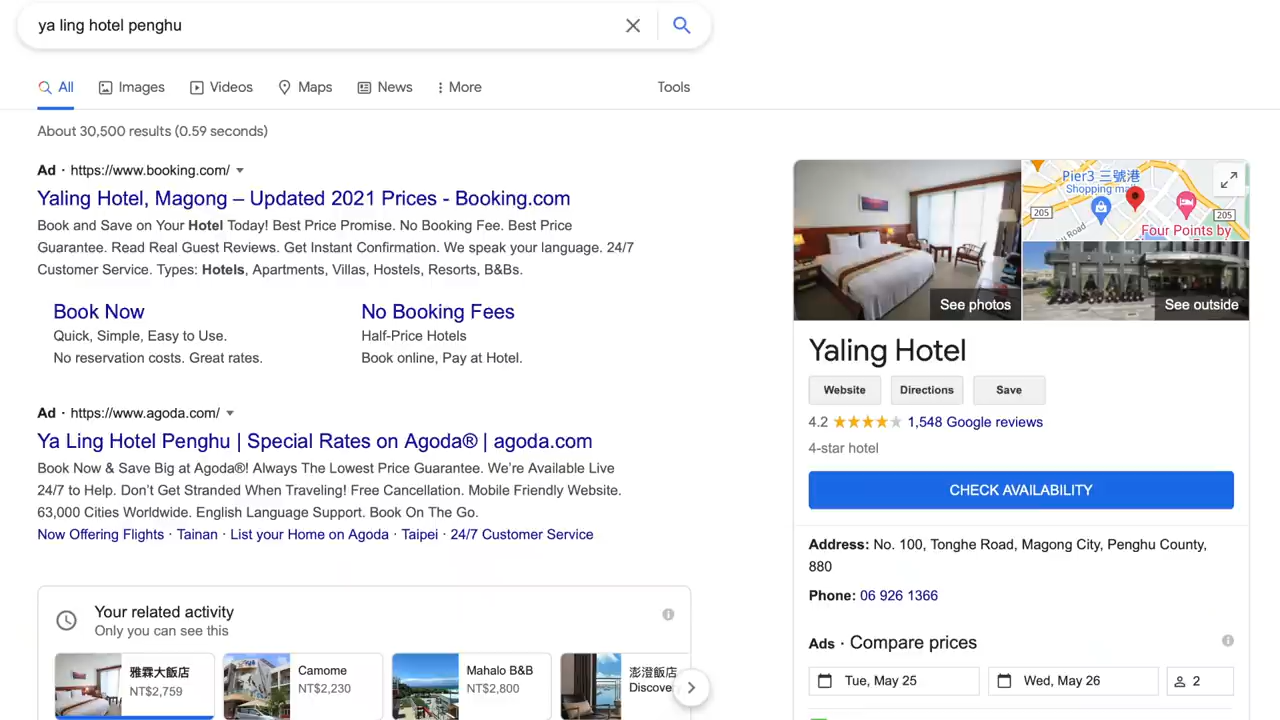 ya ling hotel penghu
All
Images
Videos
Maps
News
More
Tools
About 30,500 results (0.59 seconds)
Ad · https://www.booking.com/
Yaling Hotel, Magong – Updated 2021 Prices - Booking.com
Book and Save on Your Hotel Today! Best Price Promise. No Booking Fee. Best Price
Guarantee. Read Real Guest Reviews. Get Instant Confirmation. We speak your language. 24/7
Customer Service. Types: Hotels, Apartments, Villas, Hostels, Resorts, B&Bs.
Book Now
Quick, Simple, Easy to Use.
No reservation costs. Great rates.
No Booking Fees
Half-Price Hotels
Book online, Pay at Hotel.
Ad · https://www.agoda.com/
Ya Ling Hotel Penghu | Special Rates on Agoda® | agoda.com
Book Now & Save Big at Agoda®! Always The Lowest Price Guarantee. We're Available Live
24/7 to Help. Don't Get Stranded When Traveling! Free Cancellation. Mobile Friendly Website.
63,000 Cities Worldwide. English Language Support. Book On The Go.
Now Offering Flights · Tainan · List your Home on Agoda · Taipei · 24/7 Customer Service
Your related activity
Only you can see this
雅霖大飯店
NT$2,759
Camome
NT$2,230
Mahalo B&B
NT$2,800
澎澄飯店
Discove
Pier3 三號港
Shopping ma
205
205
Four Points by
u Road
See photos
See outside
Yaling Hotel
Website
Directions
Save
4.2
1,548 Google reviews
4-star hotel
CHECK AVAILABILITY
Address: No. 100, Tonghe Road, Magong City, Penghu County,
880
Phone: 06 926 1366
Ads · Compare prices
Tue, May 25
Wed, May 26
2